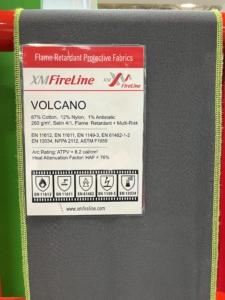 Flame Retardant Protective Fabrics
XMFireLine
XM
FireLine
VOLCANO
87% Cotton, 12% Nylon, 1% Antistatic
260 g/m², Satin 4/1, Flame Retardant + Multi-Risk
EN 11612, EN 11611, EN 1149-3, EN 61482-1-2
EN 13034, NFPA 2112, ASTM F1959
Arc Rating: ATPV = 8.2 cal/cm²
Heat Attenuation Factor: HAF = 76%
EN 11612 EN 11611 EN 61482 EN 1149-3 EN 13034
www.xmfireline.com